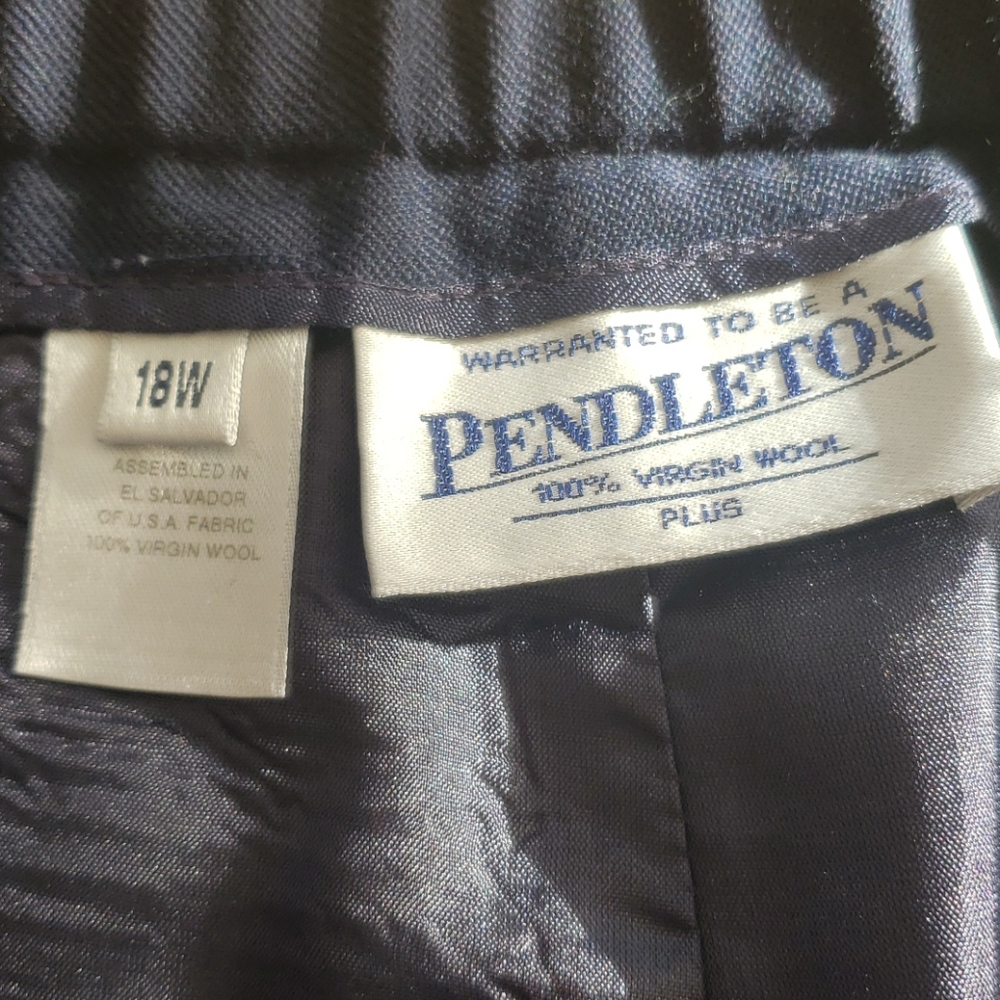 18W
ASSEMBLED IN
EL SALVADOR
OF U.S.A FABRIC
100% VIRGIN WOOL
WARRANTED TO BE A
PENDLETON
100% VIRGIN WOOL
PLUS